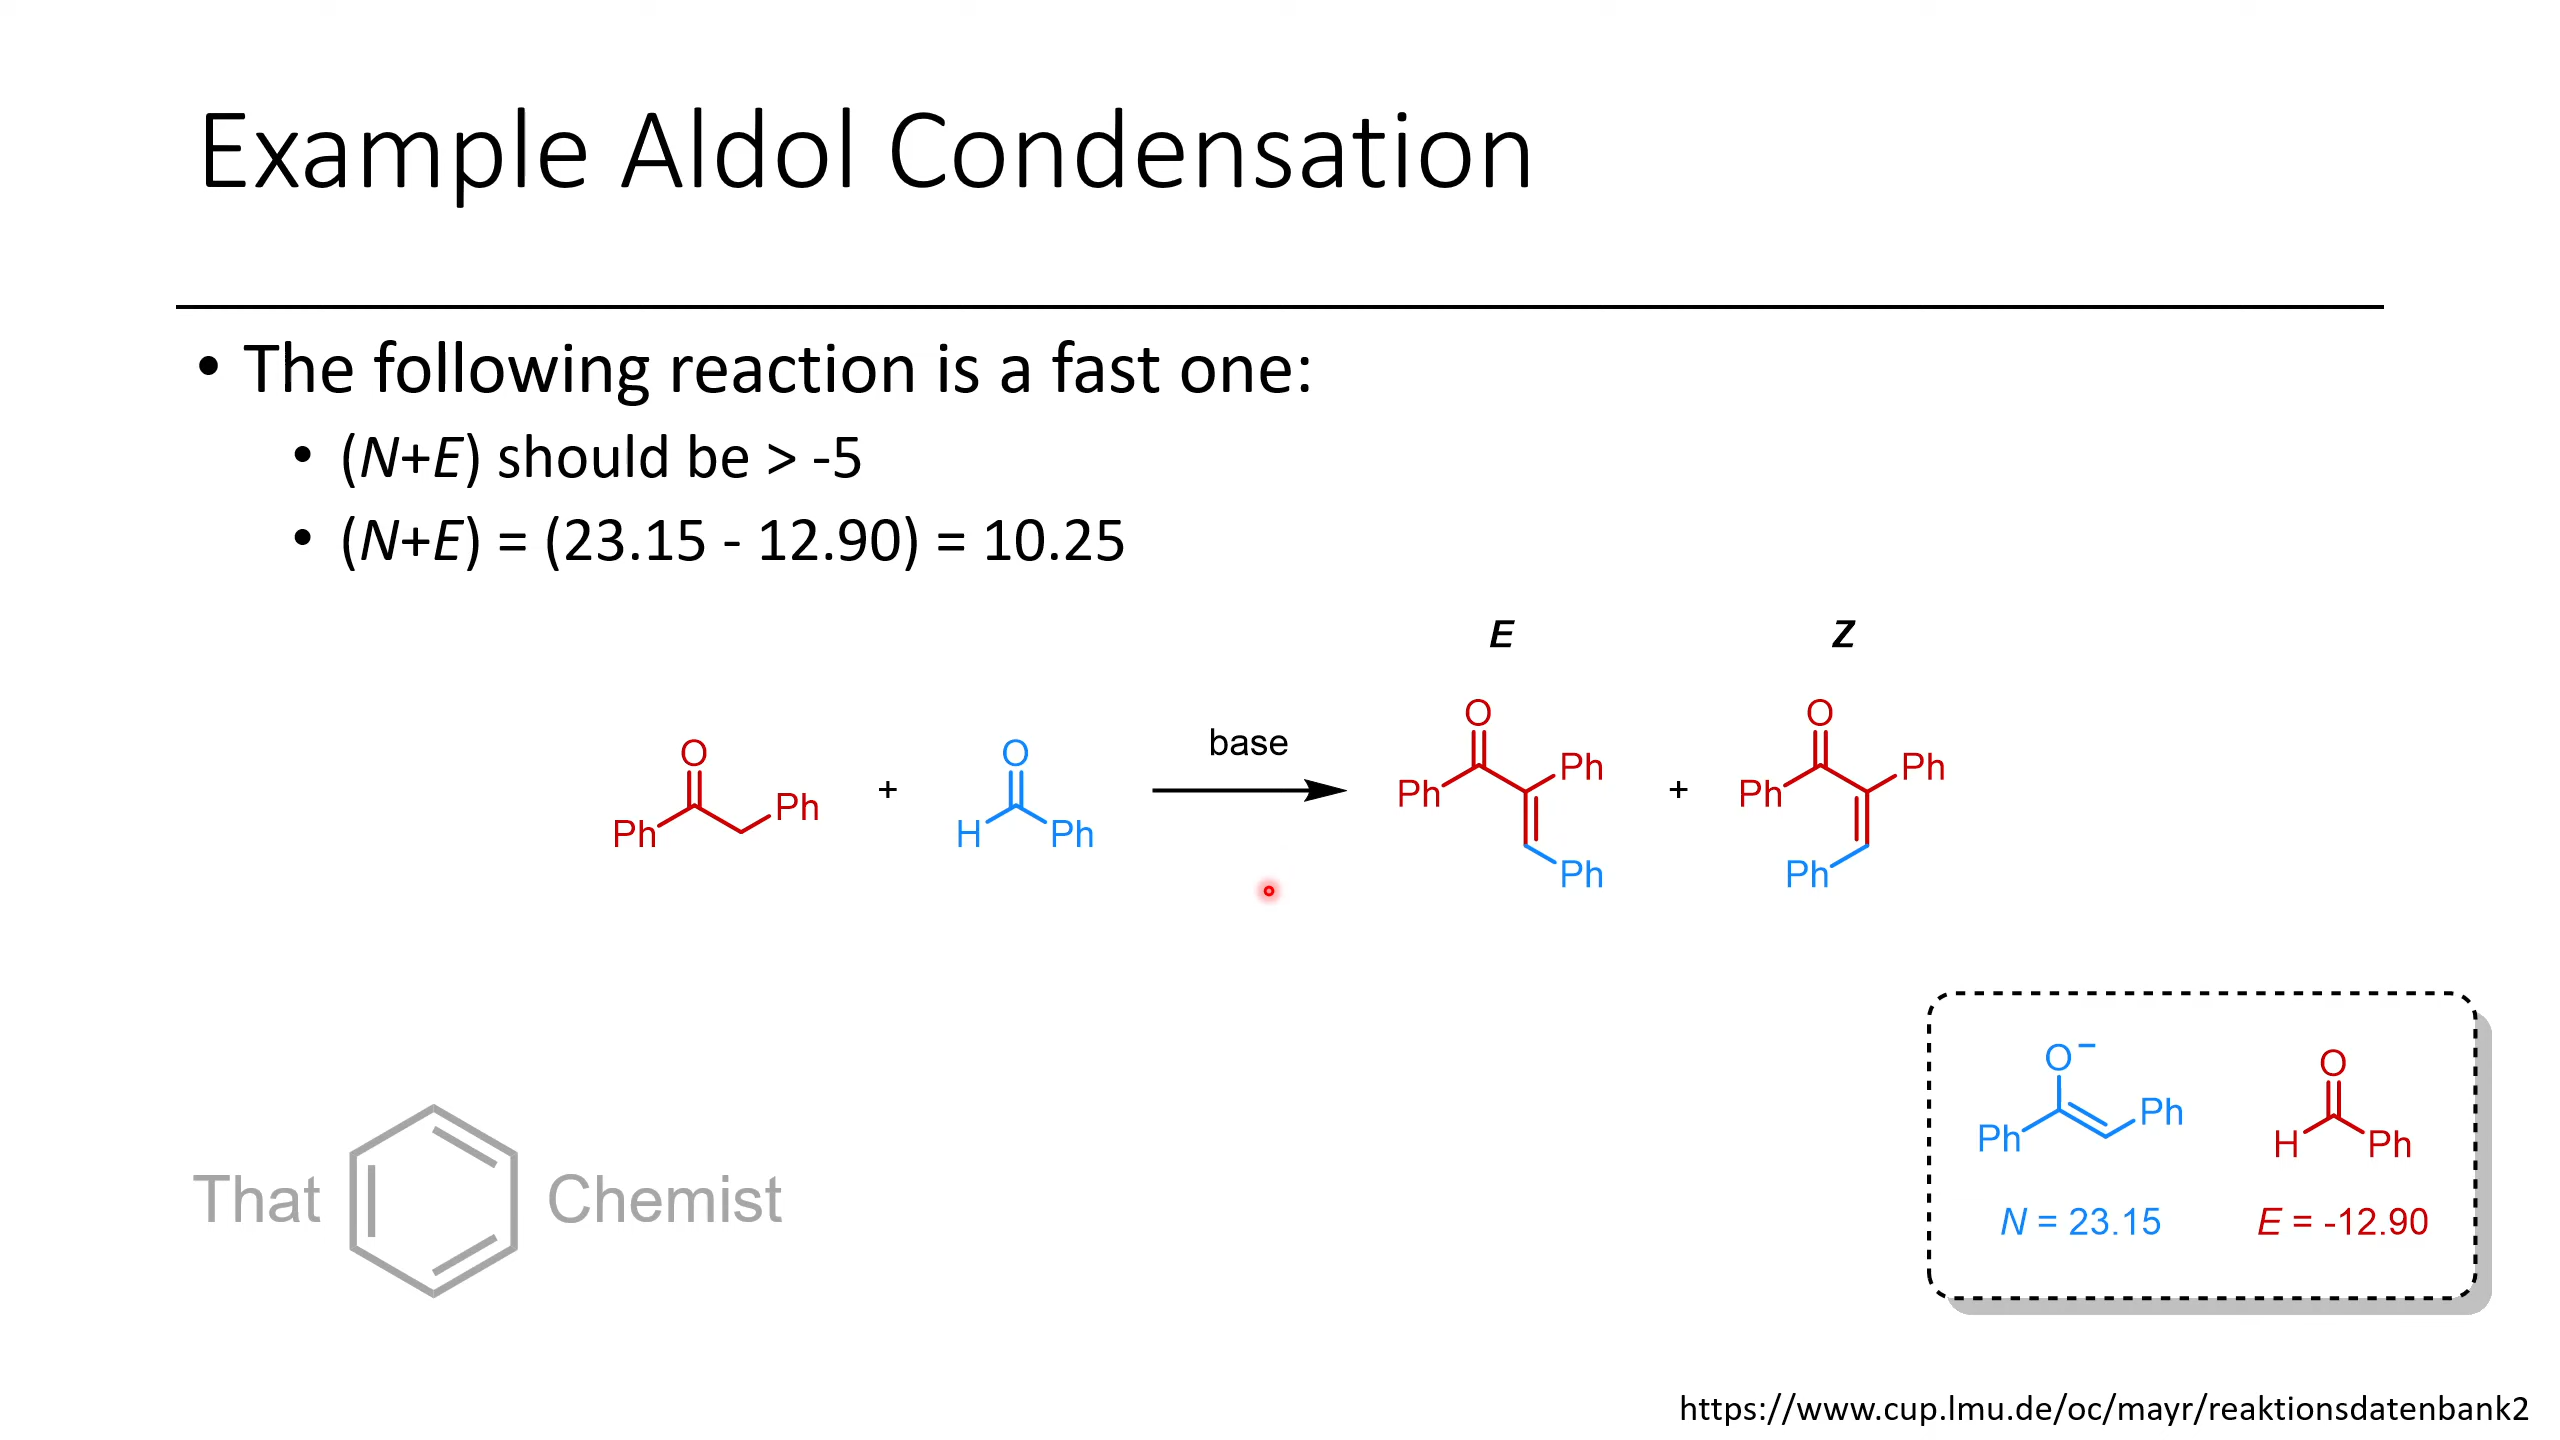 Example Aldol Condensation
• The following reaction is a fast one:
• (N+E) should be > -5
• (N+E) = (23.15 - 12.90) = 10.25
E Z
O O O O
Ph Ph + H Ph base Ph Ph Ph + Ph Ph Ph
O⁻ O
Ph Ph H Ph
N = 23.15 E = -12.90
That Chemist
https://www.cup.lmu.de/oc/mayr/reaktionsdatenbank2